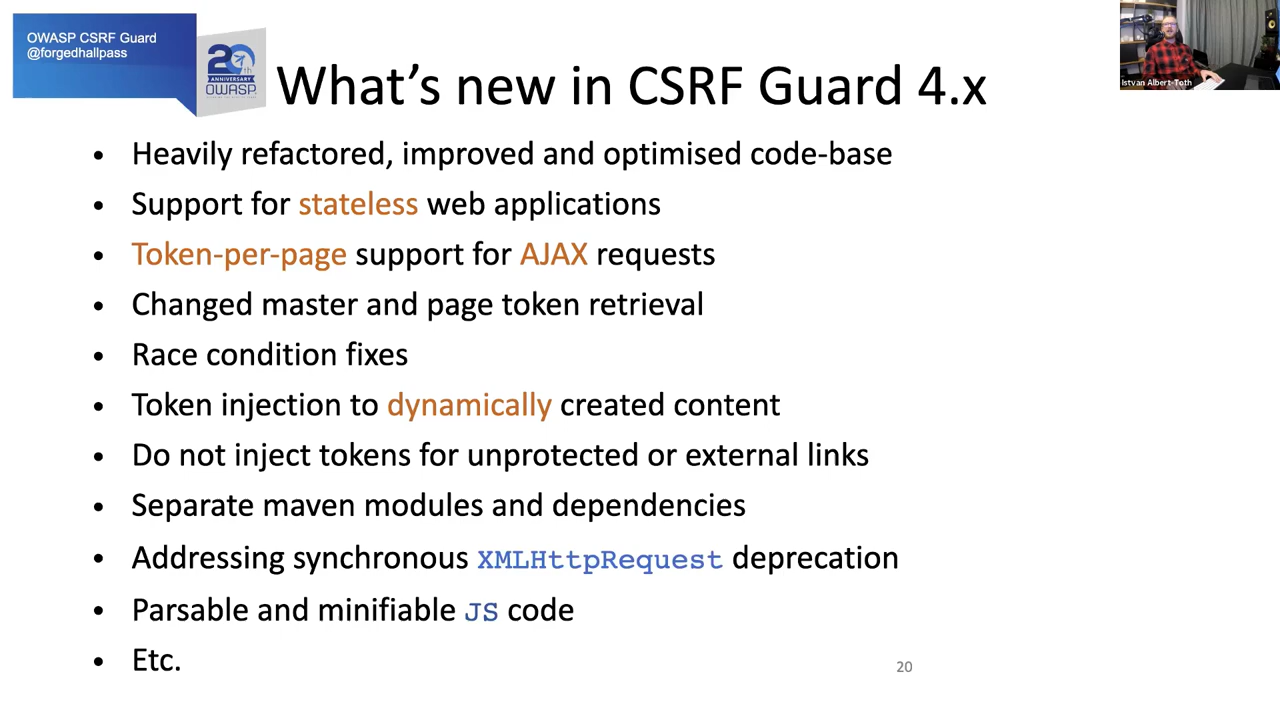 OWASP CSRF Guard
@forgedhallpass
20th
ANNIVERSARY
OWASP
What's new in CSRF Guard 4.x
Istvan Albert-Toth
• Heavily refactored, improved and optimised code-base
• Support for stateless web applications
• Token-per-page support for AJAX requests
• Changed master and page token retrieval
• Race condition fixes
• Token injection to dynamically created content
• Do not inject tokens for unprotected or external links
• Separate maven modules and dependencies
• Addressing synchronous XMLHttpRequest deprecation
• Parsable and minifiable JS code
• Etc.
20